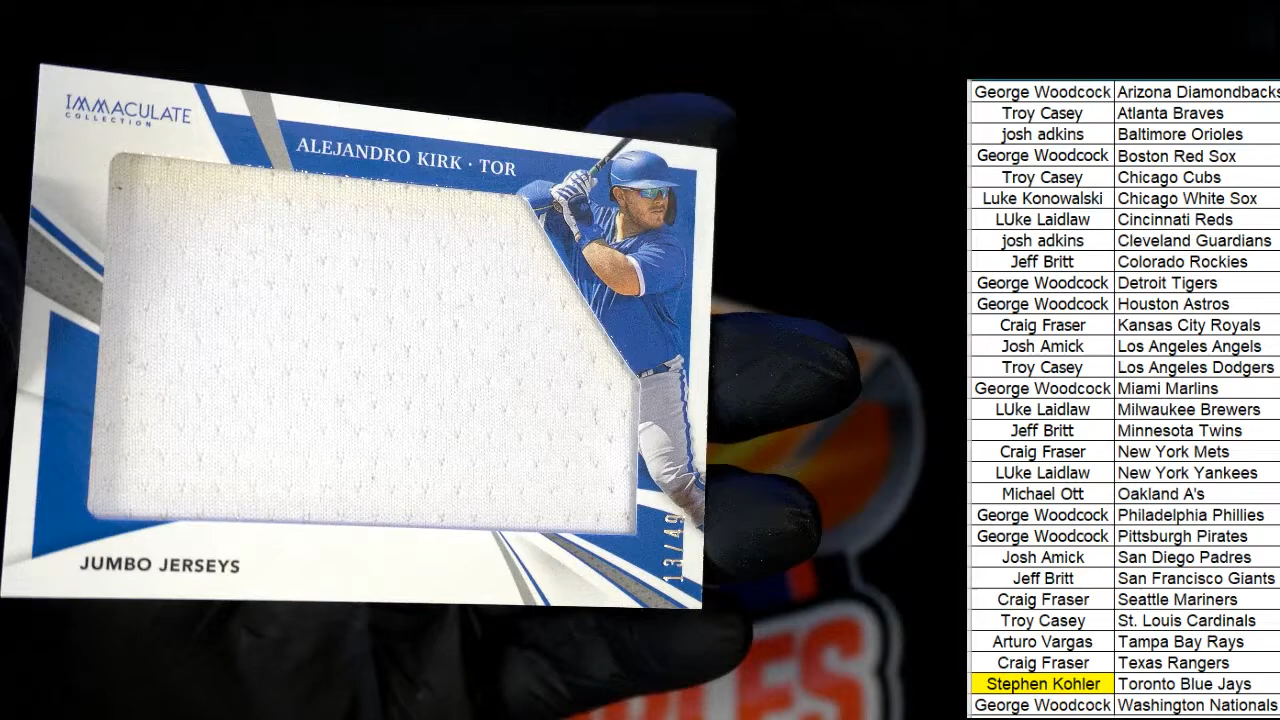 IMMACULATE
COLLECTION
ALEJANDRO KIRK · TOR
13/49
JUMBO JERSEYS
George Woodcock Arizona Diamondbacks
Troy Casey Atlanta Braves
josh adkins Baltimore Orioles
George Woodcock Boston Red Sox
Troy Casey Chicago Cubs
Luke Konowalski Chicago White Sox
LUke Laidlaw Cincinnati Reds
josh adkins Cleveland Guardians
Jeff Britt Colorado Rockies
George Woodcock Detroit Tigers
George Woodcock Houston Astros
Craig Fraser Kansas City Royals
Josh Amick Los Angeles Angels
Troy Casey Los Angeles Dodgers
George Woodcock Miami Marlins
LUke Laidlaw Milwaukee Brewers
Jeff Britt Minnesota Twins
Craig Fraser New York Mets
LUke Laidlaw New York Yankees
Michael Ott Oakland A's
George Woodcock Philadelphia Phillies
George Woodcock Pittsburgh Pirates
Josh Amick San Diego Padres
Jeff Britt San Francisco Giants
Craig Fraser Seattle Mariners
Troy Casey St. Louis Cardinals
Arturo Vargas Tampa Bay Rays
Craig Fraser Texas Rangers
Stephen Kohler Toronto Blue Jays
George Woodcock Washington Nationals